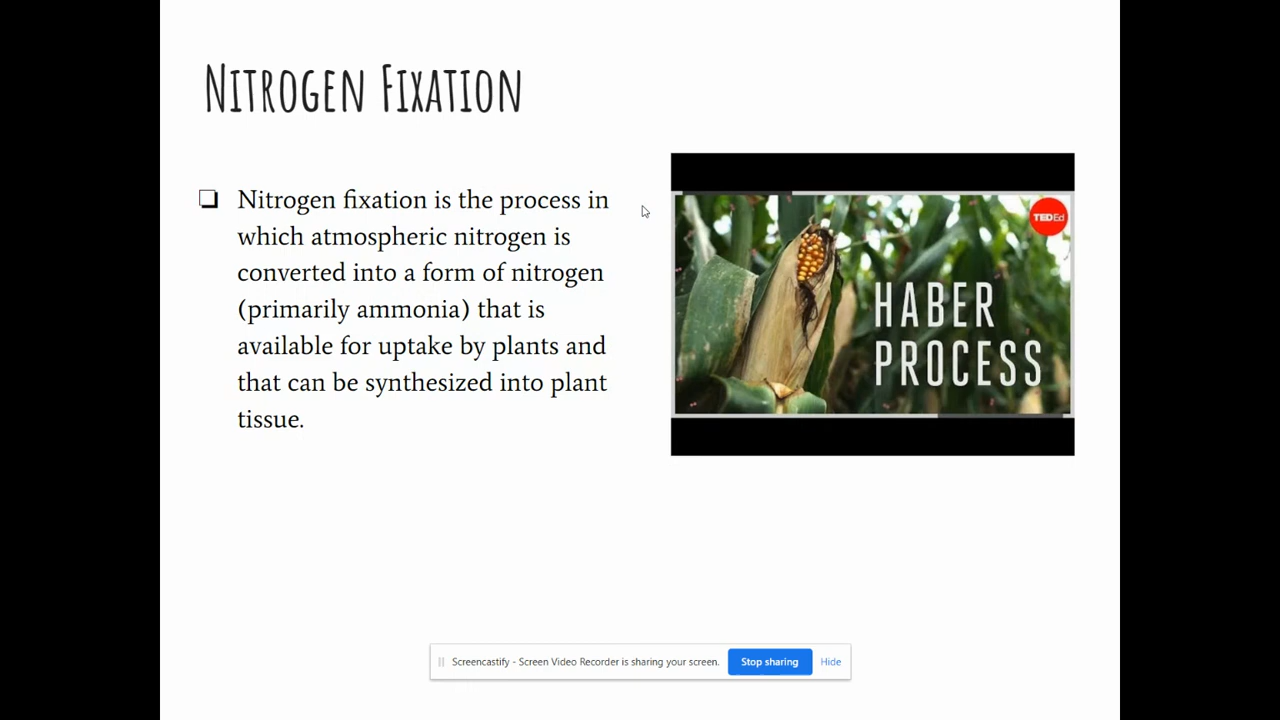 Nitrogen Fixation
Nitrogen fixation is the process in
which atmospheric nitrogen is
converted into a form of nitrogen
(primarily ammonia) that is
available for uptake by plants and
that can be synthesized into plant
tissue.
TEDEd
HABER
PROCESS
Screencastify - Screen Video Recorder is sharing your screen.
Stop sharing
Hide